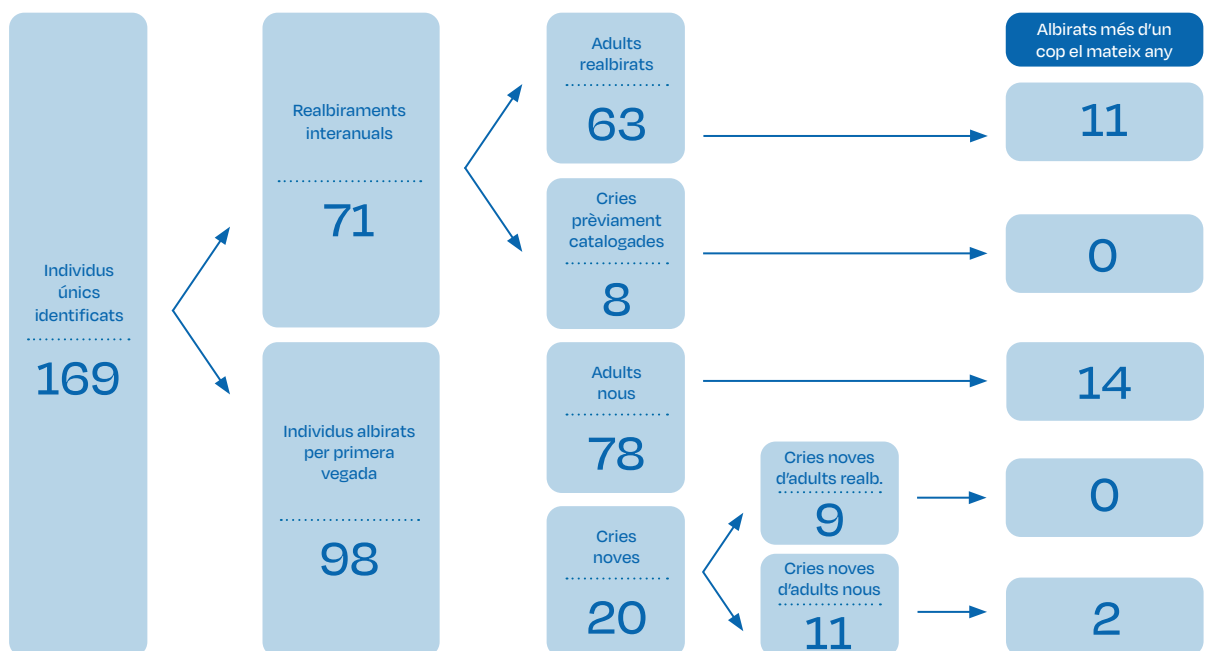 Individus
únics
identificats
169
Realbiraments
interanuals
71
Individus albirats
per primera
vegada
98
Adults
realbirats
63
Cries
prèviament
catalogades
8
Adults
nous
78
Cries
noves
20
Cries noves
d'adults realb.
9
Cries noves
d'adults nous
11
Albirats més d'un
cop el mateix any
11
0
14
0
2